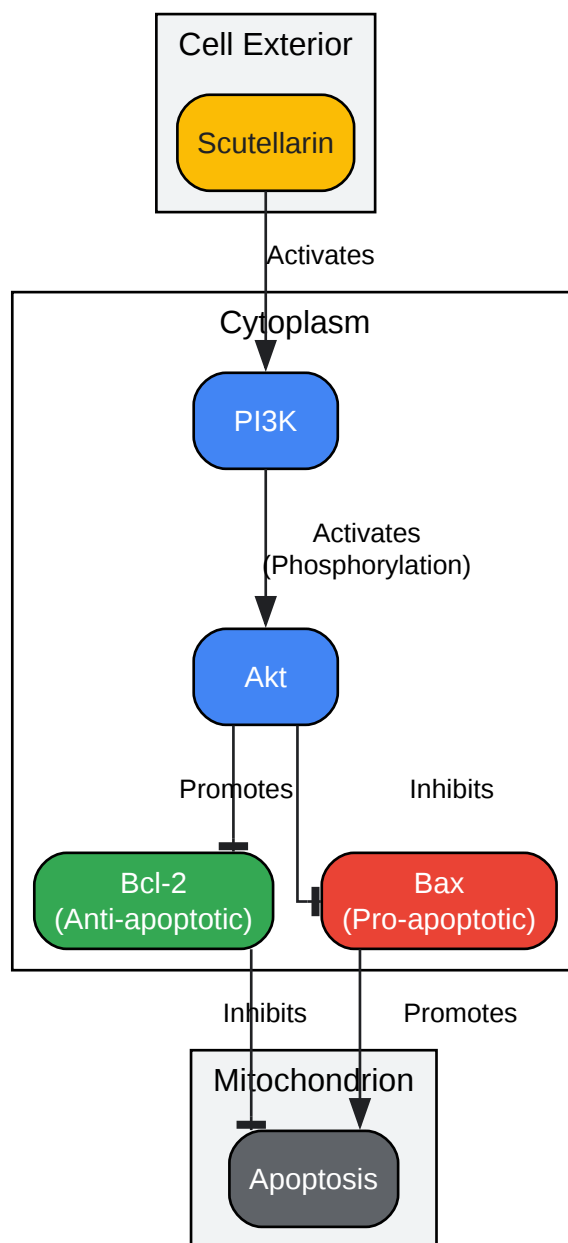 Cell Exterior
Scutellarin
Activates
Cytoplasm
PI3K
Activates
(Phosphorylation)
Akt
Promotes
Inhibits
Bcl-2
(Anti-apoptotic)
Bax
(Pro-apoptotic)
Inhibits
Promotes
Mitochondrion
Apoptosis